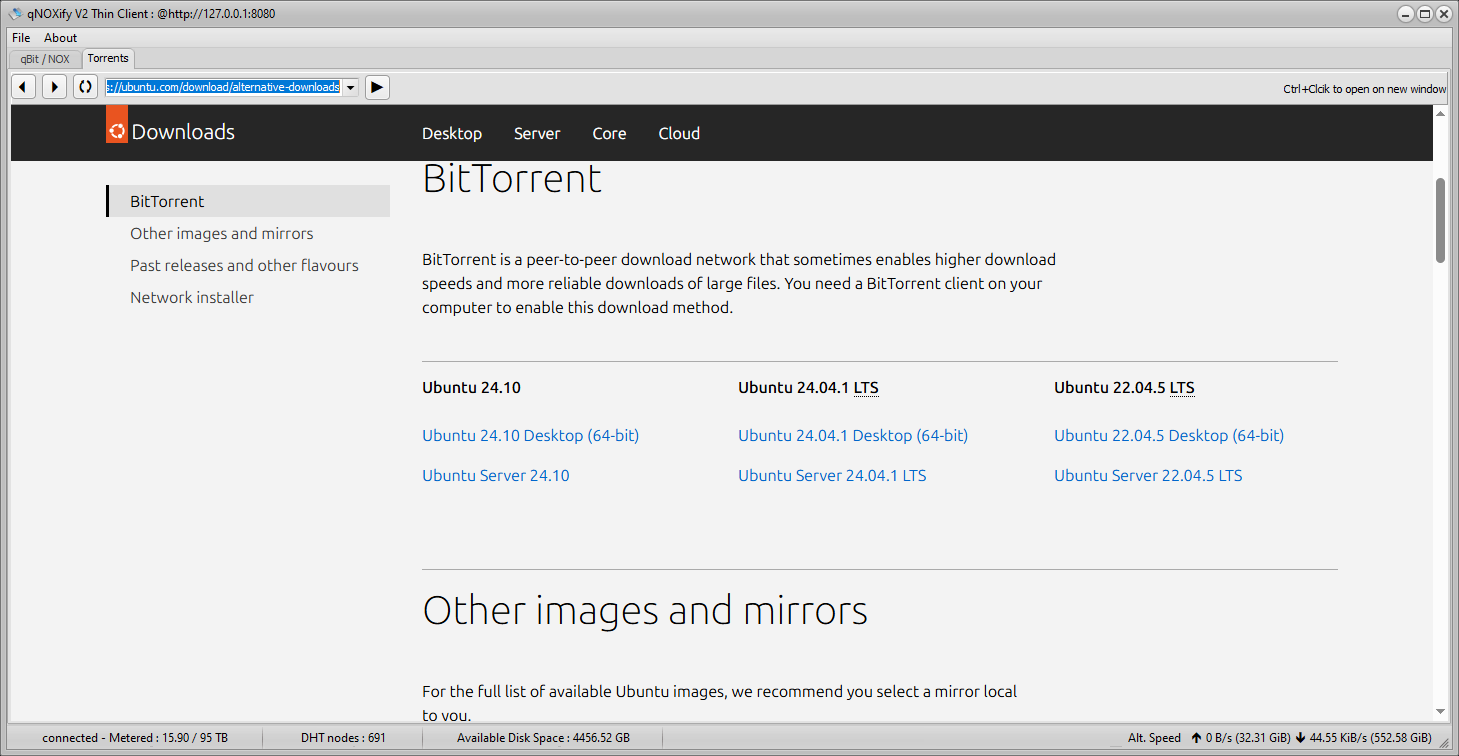 qNOXify V2 Thin Client : @http://127.0.0.1:8080
File About
qBit / NOX Torrents
s://ubuntu.com/download/alternative-downloads Ctrl+Clcik to open on new window
Downloads Desktop Server Core Cloud
BitTorrent
Other images and mirrors
Past releases and other flavours
Network installer
BitTorrent
BitTorrent is a peer-to-peer download network that sometimes enables higher download
speeds and more reliable downloads of large files. You need a BitTorrent client on your
computer to enable this download method.
Ubuntu 24.10 Ubuntu 24.04.1 LTS Ubuntu 22.04.5 LTS
Ubuntu 24.10 Desktop (64-bit) Ubuntu 24.04.1 Desktop (64-bit) Ubuntu 22.04.5 Desktop (64-bit)
Ubuntu Server 24.10 Ubuntu Server 24.04.1 LTS Ubuntu Server 22.04.5 LTS
Other images and mirrors
For the full list of available Ubuntu images, we recommend you select a mirror local
to you.
connected - Metered : 15.90 / 95 TB DHT nodes : 691 Available Disk Space : 4456.52 GB Alt. Speed 0 B/s (32.31 GiB) 44.55 KiB/s (552.58 GiB)